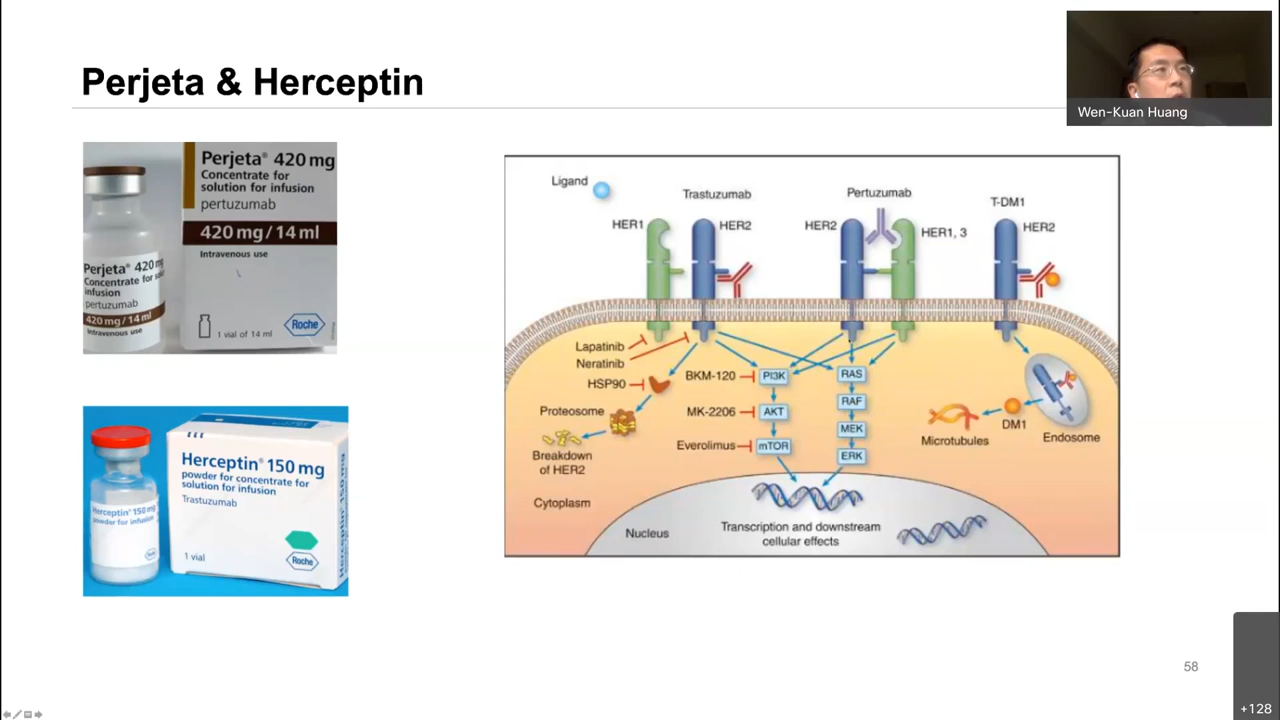 Perjeta & Herceptin
Wen-Kuan Huang
Perjeta® 420 mg
Concentrate for
solution for infusion
pertuzumab
420 mg/14 ml
Intravenous use
1 vial of 14 ml
Roche
Perjeta® 420 m
Concentrate for
infusion
pertuzumab
420 mg/14 ml
Intravenous use
Herceptin® 150 mg
powder for concentrate for
solution for infusion
Trastuzumab
1 vial
Roche
Herceptin® 150 mg
powder for infusion
Herceptin® 150 mg
Ligand
Trastuzumab
Pertuzumab
T-DM1
HER1
HER2
HER2
HER1, 3
HER2
Lapatinib
Neratinib
HSP90
BKM-120
PI3K
RAS
Proteosome
MK-2206
AKT
RAF
MEK
DM1
Microtubules
Endosome
Breakdown
of HER2
Everolimus
mTOR
ERK
Cytoplasm
Nucleus
Transcription and downstream
cellular effects
58
+128